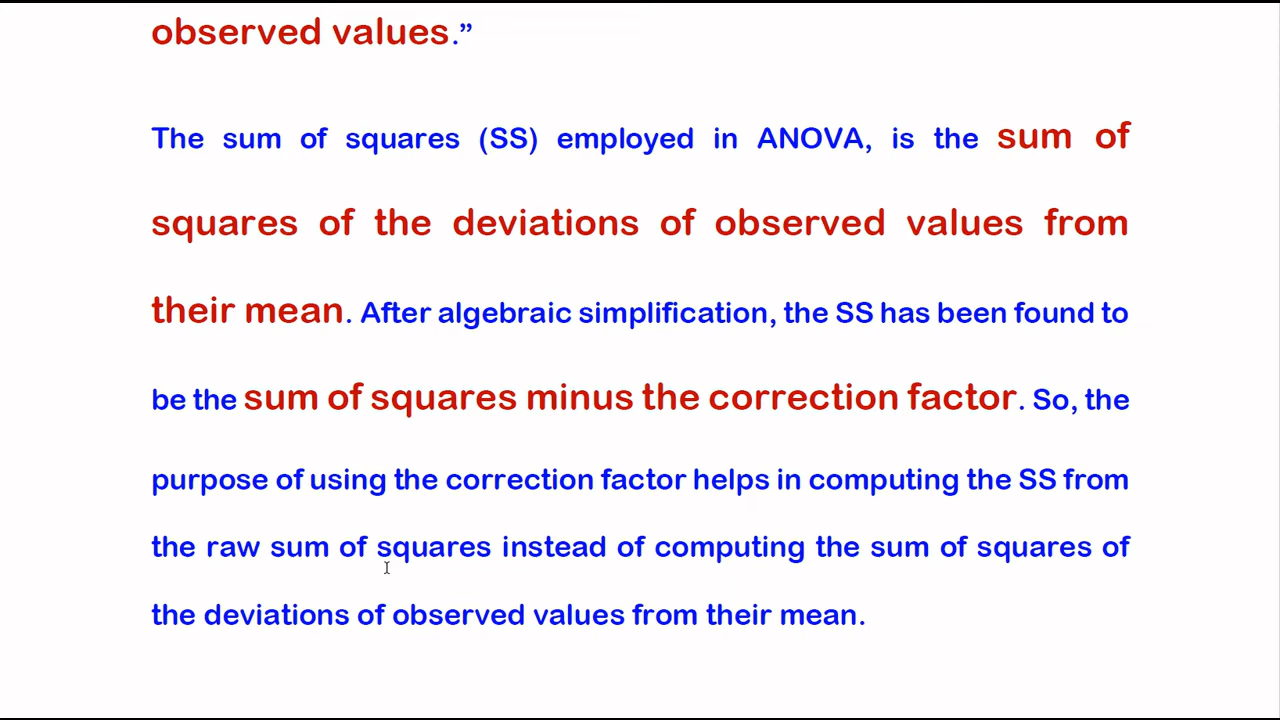 observed values.”
The sum of squares (SS) employed in ANOVA, is the sum of
squares of the deviations of observed values from
their mean. After algebraic simplification, the SS has been found to
be the sum of squares minus the correction factor. So, the
purpose of using the correction factor helps in computing the SS from
the raw sum of squares instead of computing the sum of squares of
the deviations of observed values from their mean.